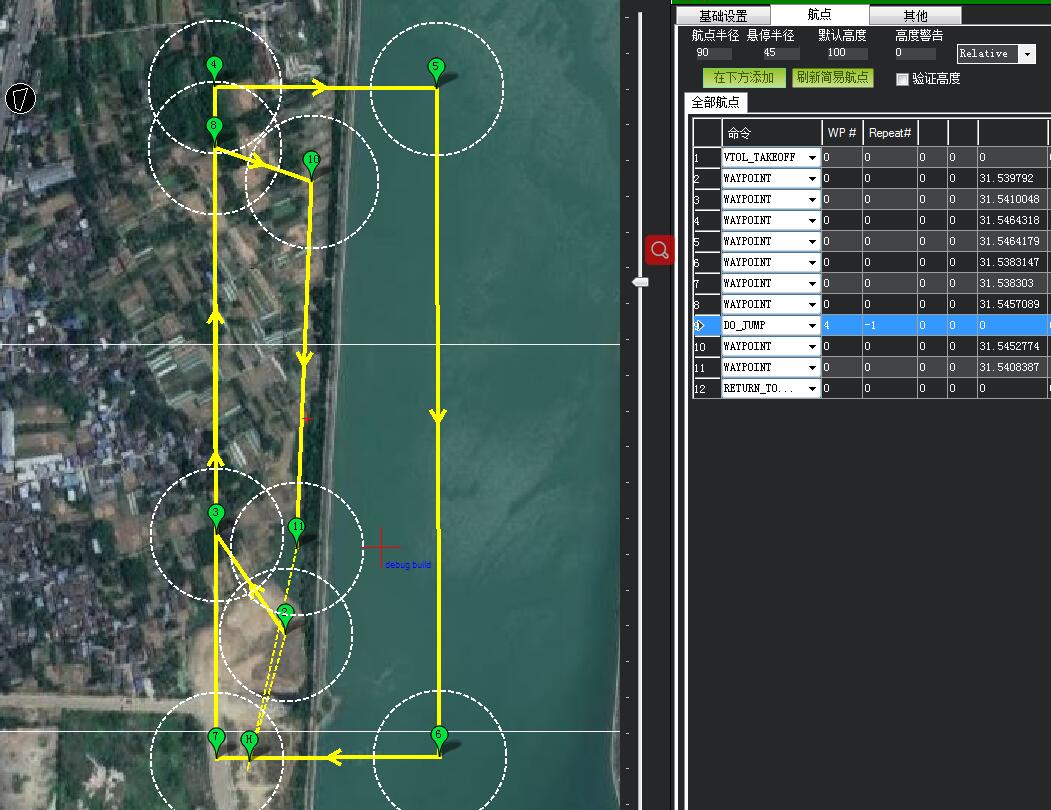 基础设置 航点 其他
航点半径 悬停半径 默认高度 高度警告
90 45 100 0 Relative
在下方添加 刷新简易航点 验证高度
全部航点
命令 WP # Repeat#
1 VTOL_TAKEOFF 0 0 0 0 0
2 WAYPOINT 0 0 0 0 31.539792
3 WAYPOINT 0 0 0 0 31.5410048
4 WAYPOINT 0 0 0 0 31.5464318
5 WAYPOINT 0 0 0 0 31.5464179
6 WAYPOINT 0 0 0 0 31.5383147
7 WAYPOINT 0 0 0 0 31.538303
8 WAYPOINT 0 0 0 0 31.5457089
9 DO_JUMP 4 -1 0 0 0
10 WAYPOINT 0 0 0 0 31.5452774
11 WAYPOINT 0 0 0 0 31.5408387
12 RETURN_TO... 0 0 0 0 0
4
5
8
10
3
11
2
debug build
7
H
6